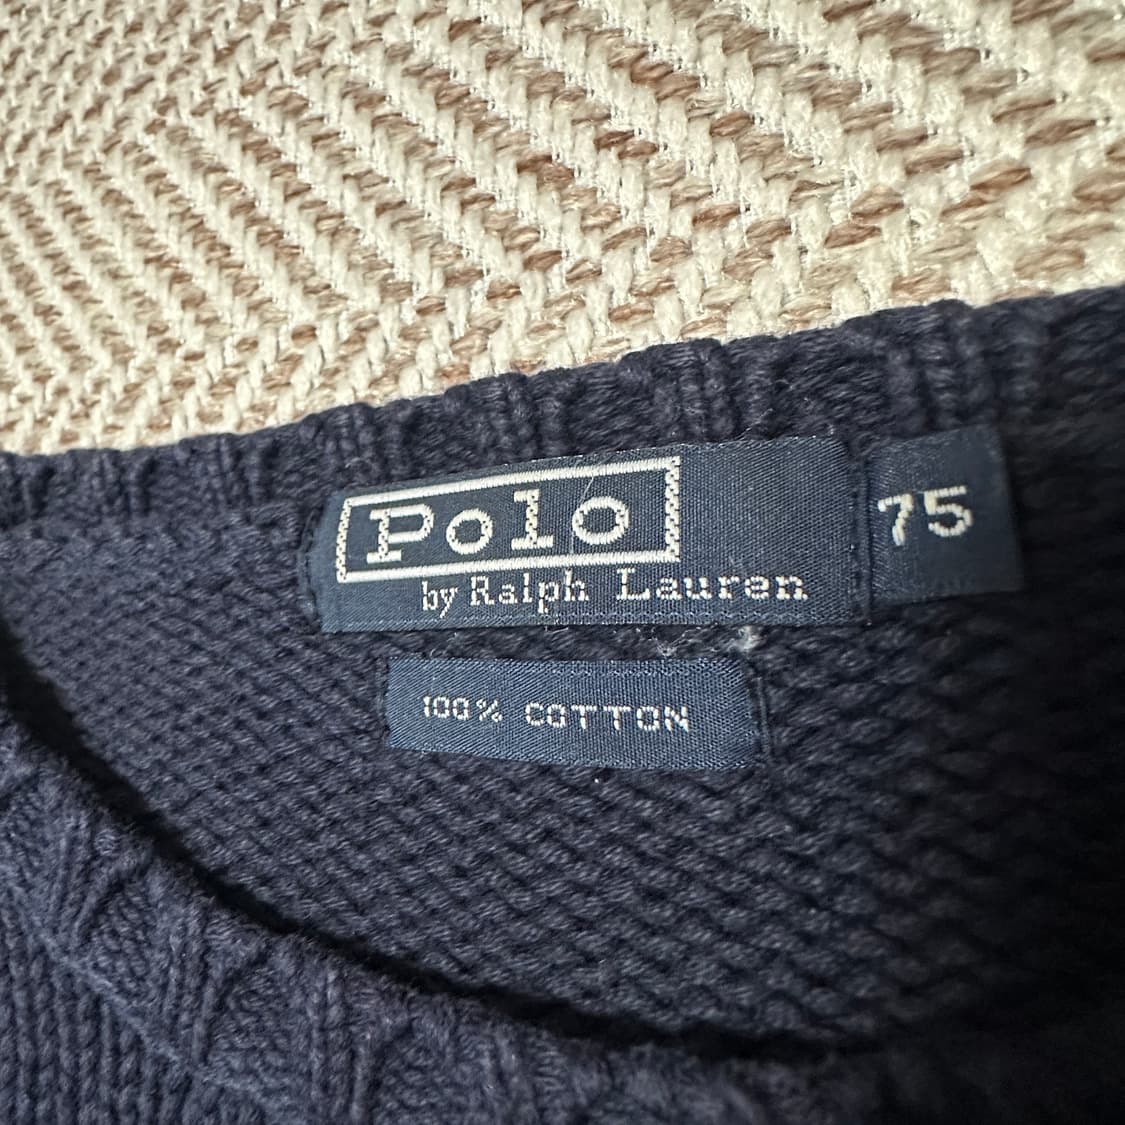 Polo
by Ralph Lauren
75
100% COTTON